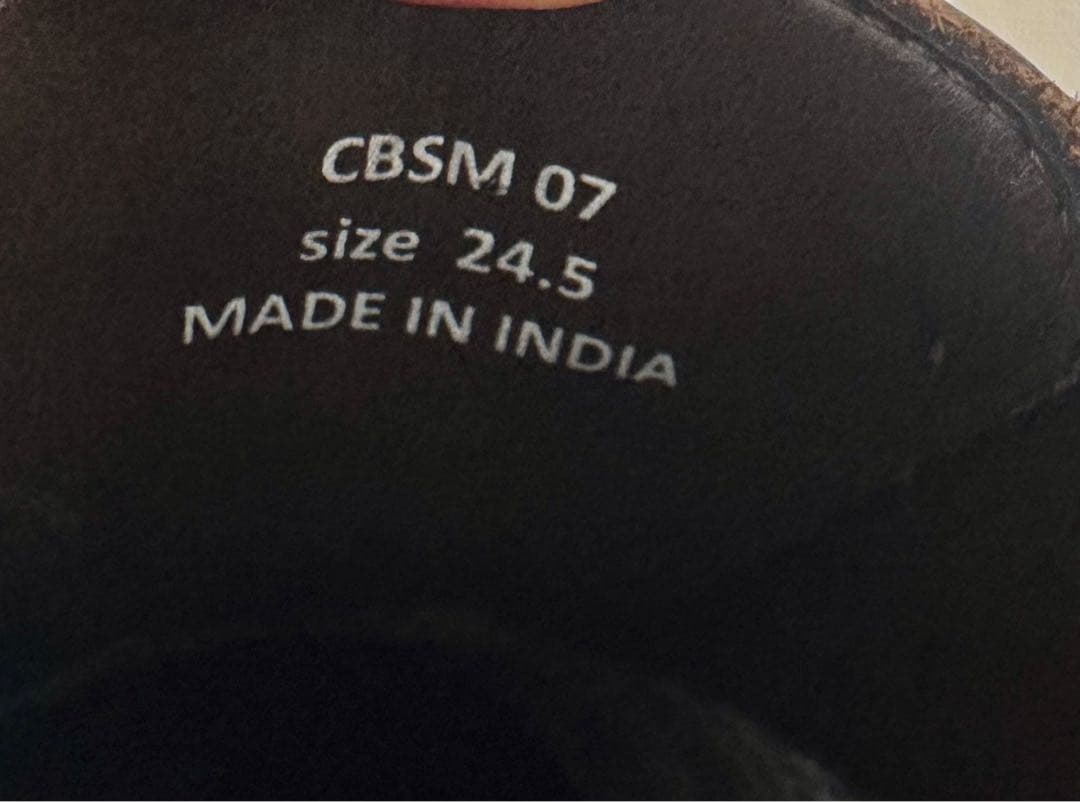 CBSM 07
size 24.5
MADE IN INDIA